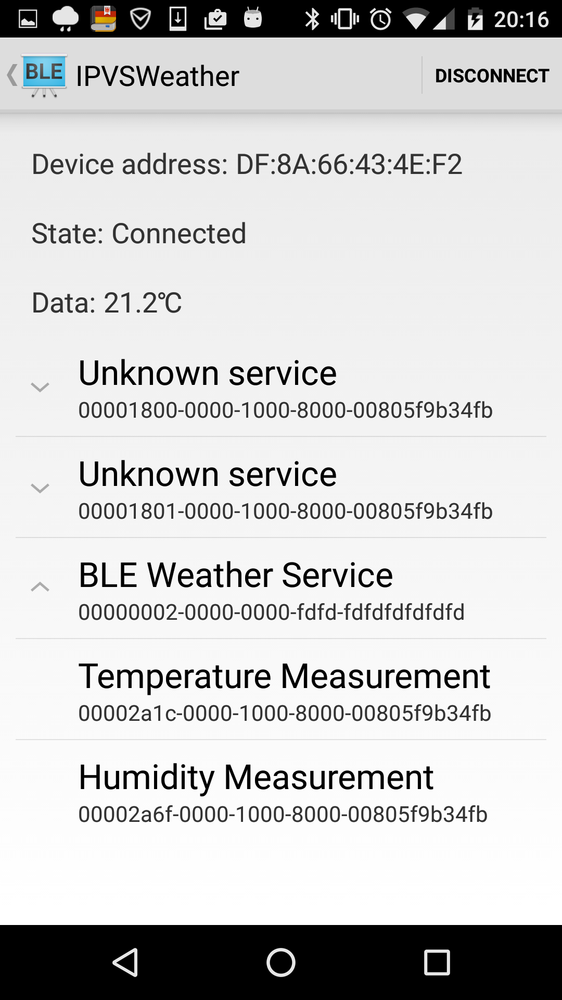 20:16
BLE IPVSWeather DISCONNECT
Device address: DF:8A:66:43:4E:F2
State: Connected
Data: 21.2℃
Unknown service
00001800-0000-1000-8000-00805f9b34fb
Unknown service
00001801-0000-1000-8000-00805f9b34fb
BLE Weather Service
00000002-0000-0000-fdfd-fdfdfdfdfdfd
Temperature Measurement
00002a1c-0000-1000-8000-00805f9b34fb
Humidity Measurement
00002a6f-0000-1000-8000-00805f9b34fb